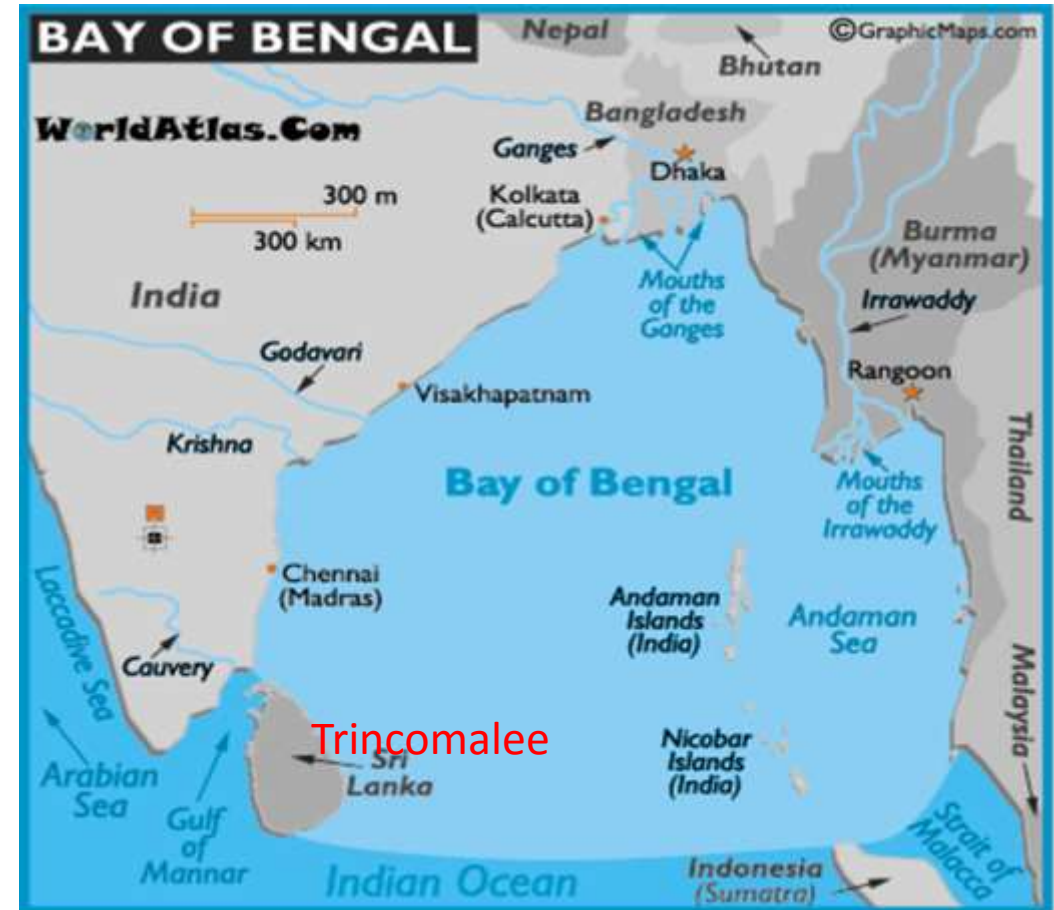 BAY OF BENGAL
Nepal
©GraphicMaps.com
Bhutan
WorldAtlas.Com
Bangladesh
Ganges
Dhaka
300 m
300 km
Kolkata
(Calcutta)
Burma
(Myanmar)
India
Mouths
of the
Ganges
Irrawaddy
Godavari
Rangoon
Visakhapatnam
Krishna
Thailand
Bay of Bengal
Mouths
of the
Irrawaddy
Chennai
(Madras)
Laccadive Sea
Andaman
Islands
(India)
Andaman
Sea
Cauvery
Malaysia
Trincomalee
Sri
Lanka
Nicobar
Islands
(India)
Arabian
Sea
Gulf
of
Mannar
Strait of
Malacca
Indian Ocean
Indonesia
(Sumatra)